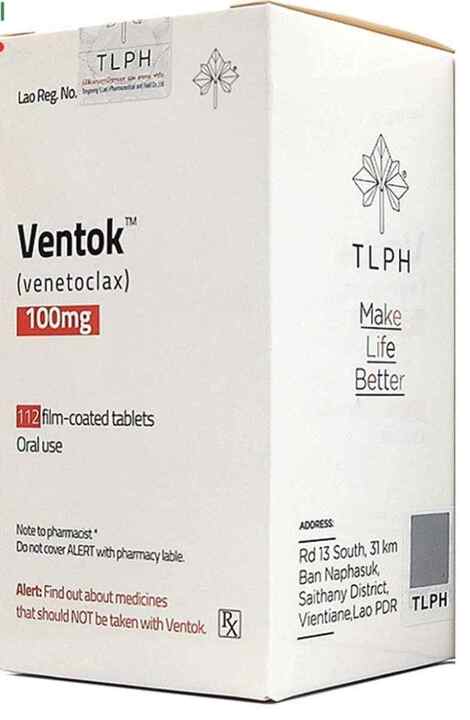 TLPH
Lao Reg. No.
Ventok™
(venetoclax)
100mg
112 film-coated tablets
Oral use
Note to pharmacist *
Do not cover ALERT with pharmacy lable.
Alert: Find out about medicines
that should NOT be taken with Ventok.
Rx
®
TLPH
Make
Life
Better
ADDRESS:
Rd 13 South, 31 km
Ban Naphasuk,
Saithany District,
Vientiane,Lao PDR
TLPH